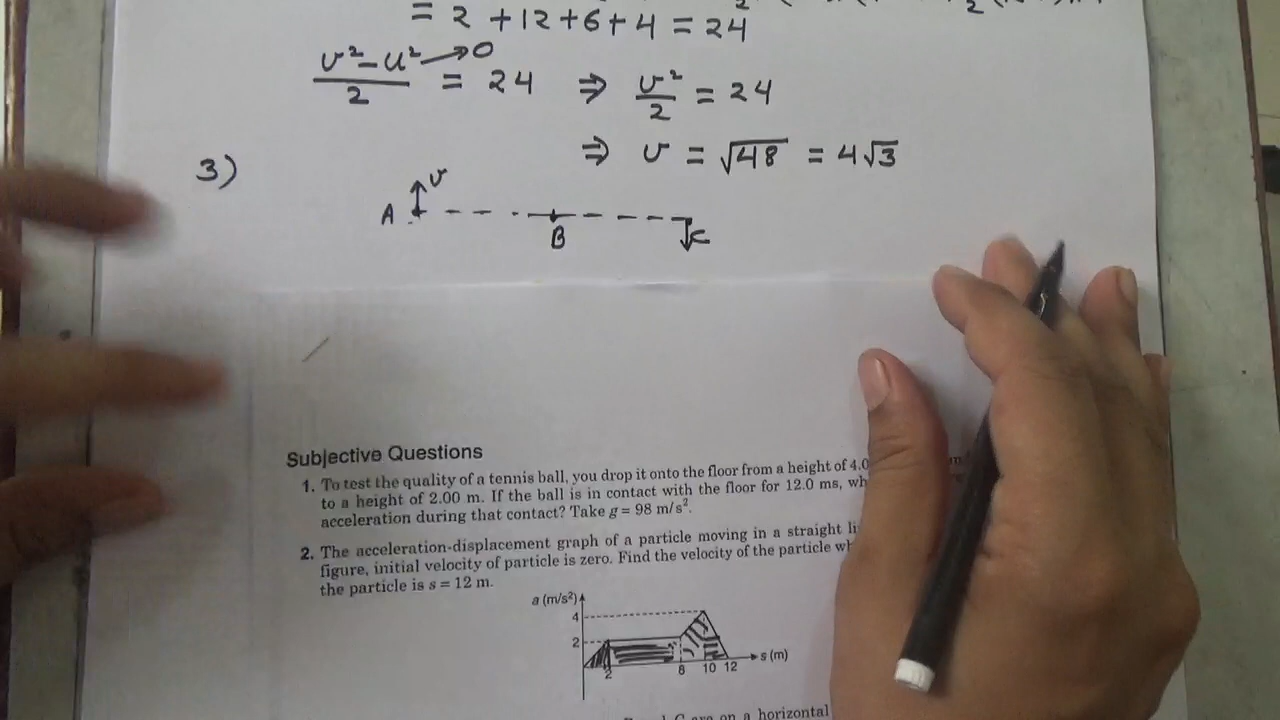 = 2 + 12 + 6 + 4 = 24
v² - u² → 0
2
= 24 ⇒ v²/2 = 24
⇒ v = √48 = 4√3
3)
v
A
B
C
Subjective Questions
1. To test the quality of a tennis ball, you drop it onto the floor from a height of 4.0
to a height of 2.00 m. If the ball is in contact with the floor for 12.0 ms, wh
acceleration during that contact? Take g = 98 m/s².
2. The acceleration-displacement graph of a particle moving in a straight li
figure, initial velocity of particle is zero. Find the velocity of the particle wh
the particle is s = 12 m.
a (m/s²)
4
2
2 8 10 12 s (m)
C are on a horizontal